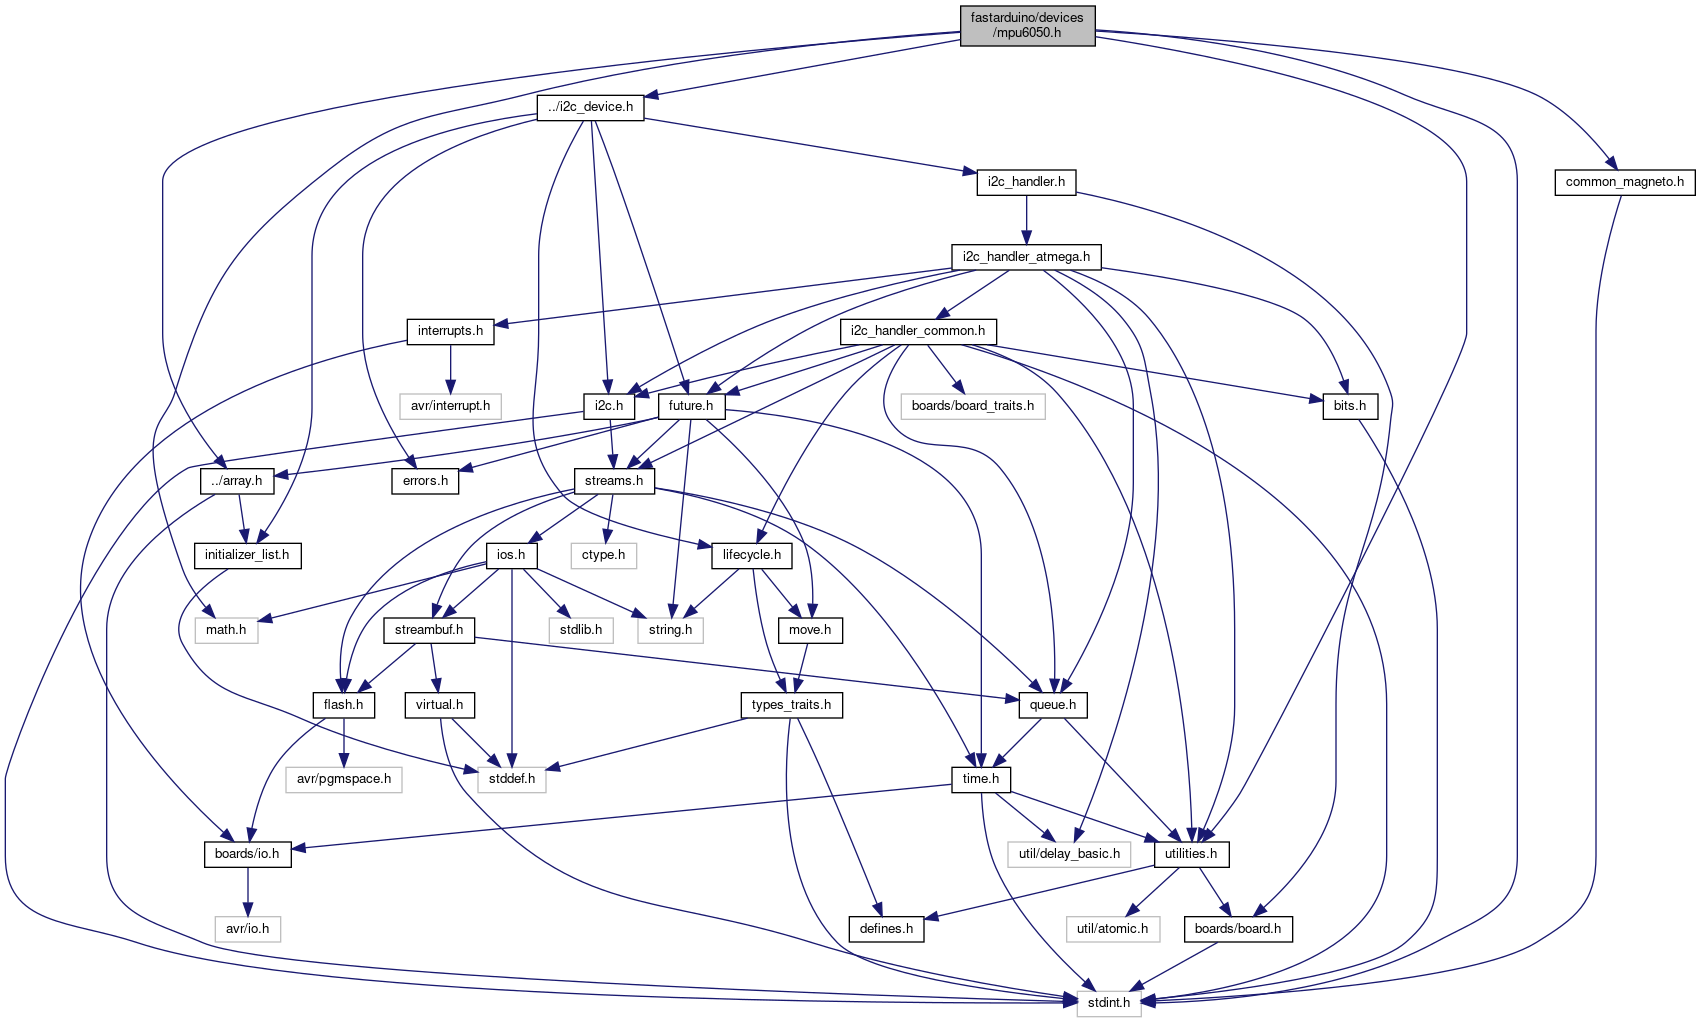 fastarduino/devices
/mpu6050.h
../i2c_device.h
i2c_handler.h
common_magneto.h
i2c_handler_atmega.h
interrupts.h
i2c_handler_common.h
avr/interrupt.h
i2c.h
future.h
boards/board_traits.h
bits.h
../array.h
errors.h
streams.h
initializer_list.h
ios.h
ctype.h
lifecycle.h
math.h
streambuf.h
stdlib.h
string.h
move.h
flash.h
virtual.h
types_traits.h
queue.h
avr/pgmspace.h
stddef.h
time.h
boards/io.h
util/delay_basic.h
utilities.h
avr/io.h
defines.h
util/atomic.h
boards/board.h
stdint.h